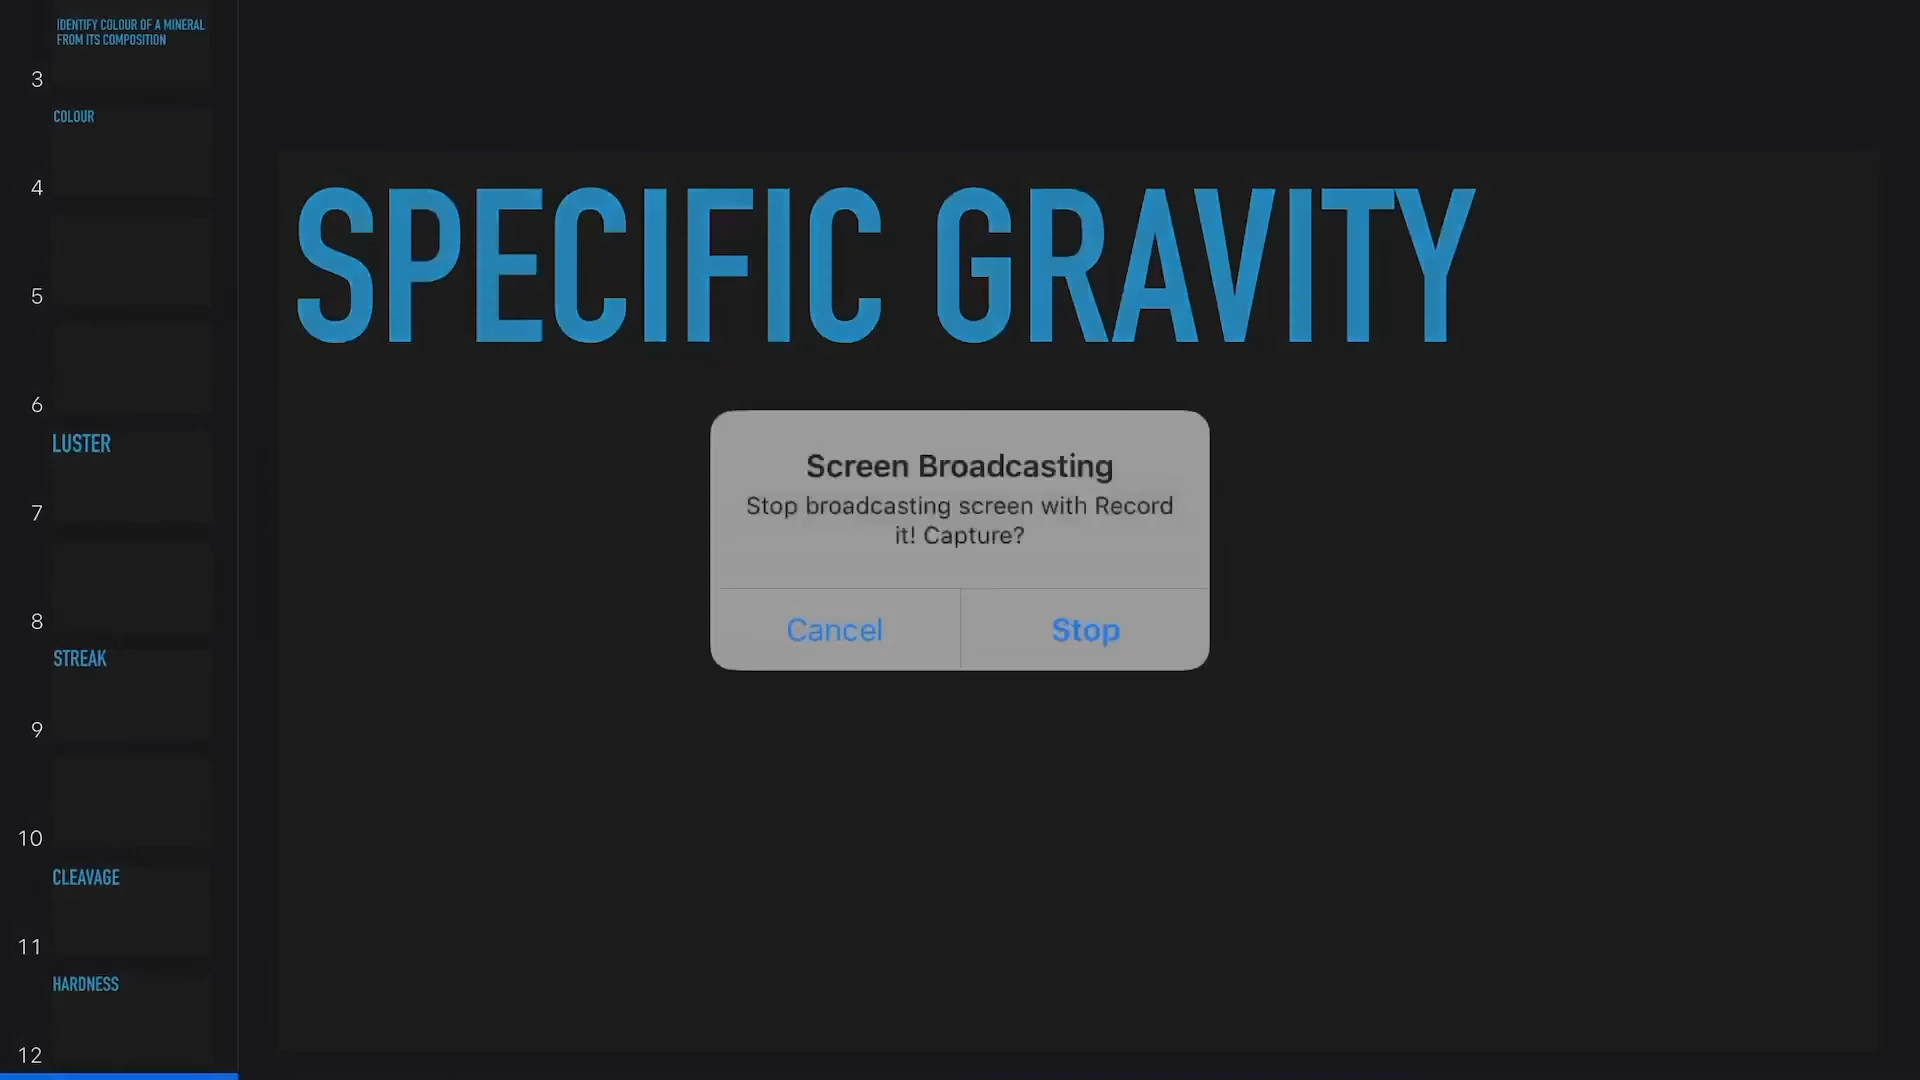 IDENTIFY COLOUR OF A MINERAL
FROM ITS COMPOSITION
3
COLOUR
4
5
6
LUSTER
7
8
STREAK
9
10
CLEAVAGE
11
HARDNESS
12
SPECIFIC GRAVITY
Screen Broadcasting
Stop broadcasting screen with Record
it! Capture?
Cancel
Stop